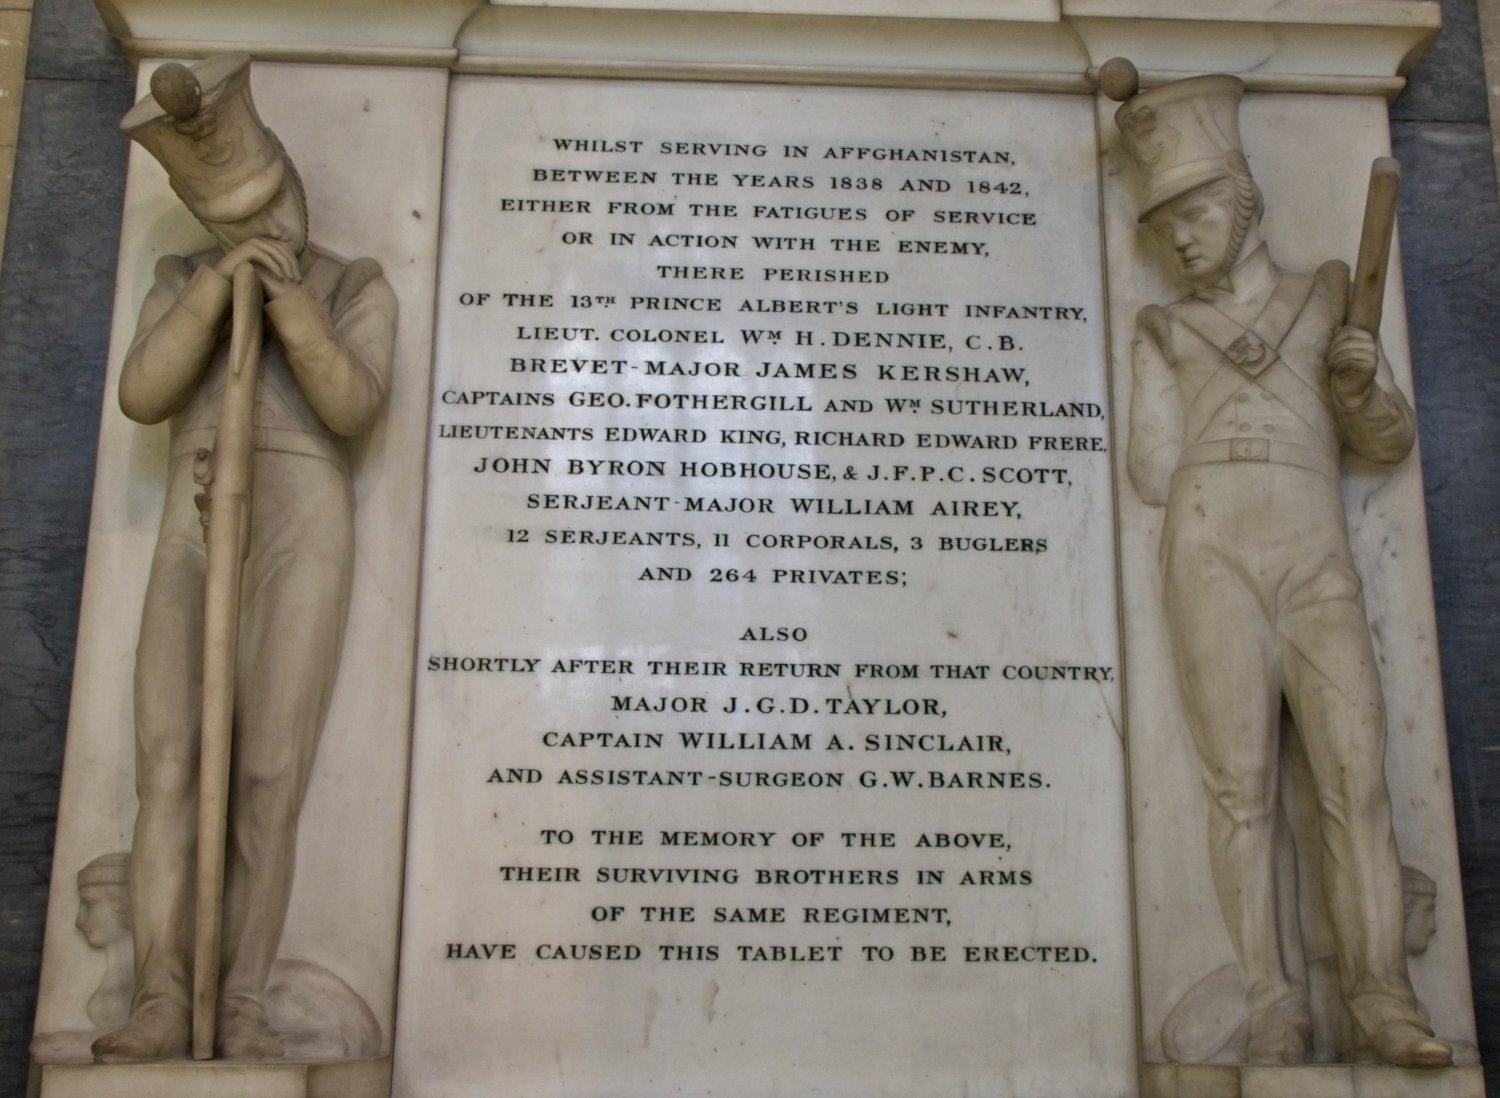 WHILST SERVING IN AFFGHANISTAN,
BETWEEN THE YEARS 1838 AND 1842,
EITHER FROM THE FATIGUES OF SERVICE
OR IN ACTION WITH THE ENEMY,
THERE PERISHED
OF THE 13TH PRINCE ALBERT'S LIGHT INFANTRY,
LIEUT. COLONEL WM H. DENNIE, C.B.
BREVET-MAJOR JAMES KERSHAW,
CAPTAINS GEO. FOTHERGILL AND WM SUTHERLAND,
LIEUTENANTS EDWARD KING, RICHARD EDWARD FRERE,
JOHN BYRON HOBHOUSE, & J.F.P.C. SCOTT,
SERJEANT-MAJOR WILLIAM AIREY,
12 SERJEANTS, 11 CORPORALS, 3 BUGLERS
AND 264 PRIVATES;
ALSO
SHORTLY AFTER THEIR RETURN FROM THAT COUNTRY,
MAJOR J.G.D. TAYLOR,
CAPTAIN WILLIAM A. SINCLAIR,
AND ASSISTANT-SURGEON G.W. BARNES.
TO THE MEMORY OF THE ABOVE,
THEIR SURVIVING BROTHERS IN ARMS
OF THE SAME REGIMENT,
HAVE CAUSED THIS TABLET TO BE ERECTED.